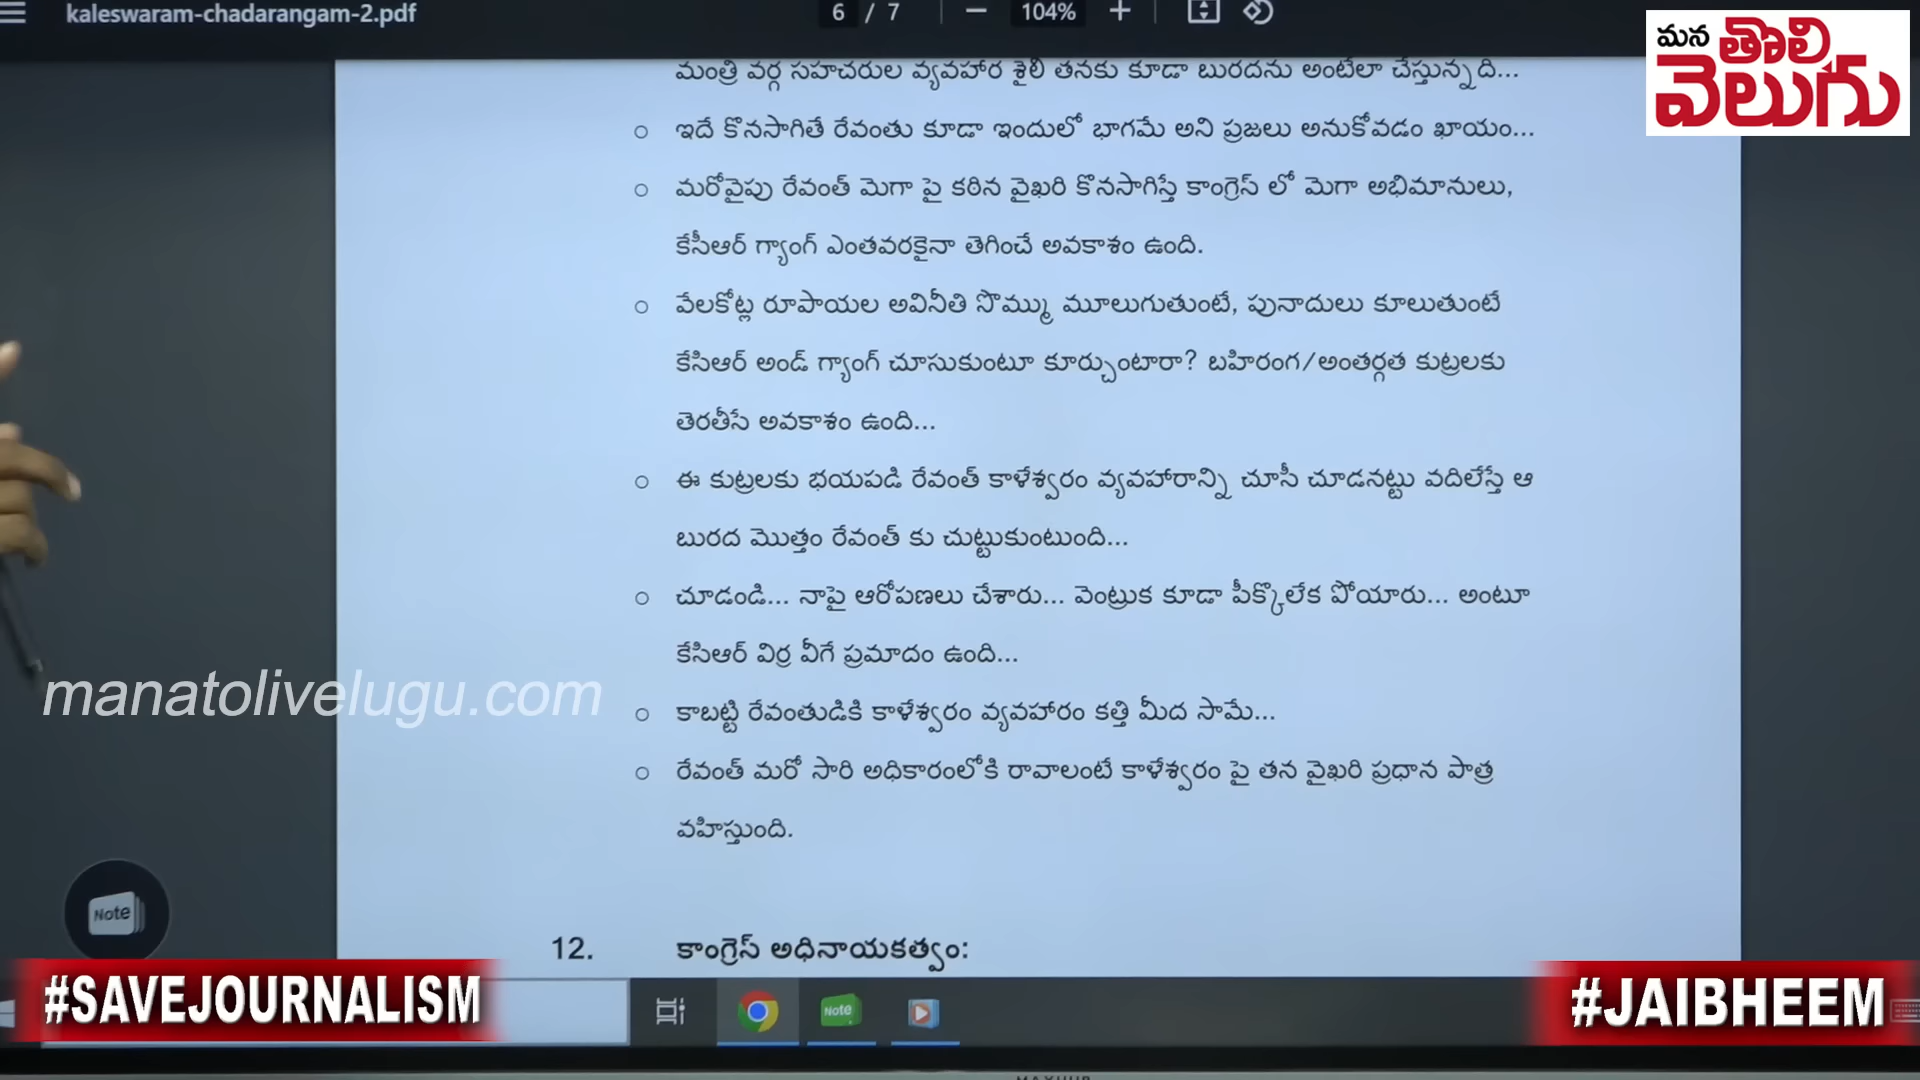 kaleswaram-chadarangam-2.pdf
6 / 7
104%
మన
తొలి
వెలుగు
మంత్రి వర్గ సహచరుల వ్యవహార శైలి తనకు కూడా బురదను అంటేలా చేస్తున్నది...
○ ఇదే కొనసాగితే రేవంతు కూడా ఇందులో భాగమే అని ప్రజలు అనుకోవడం ఖాయం...
○ మరోవైపు రేవంత్ మెగా పై కఠిన వైఖరి కొనసాగిస్తే కాంగ్రెస్ లో మెగా అభిమానులు,
కేసీఆర్ గ్యాంగ్ ఎంతవరకైనా తెగించే అవకాశం ఉంది.
○ వేలకోట్ల రూపాయల అవినీతి సొమ్ము మూలుగుతుంటే, పునాదులు కూలుతుంటే
కేసిఆర్ అండ్ గ్యాంగ్ చూసుకుంటూ కూర్చుంటారా? బహిరంగ/అంతర్గత కుట్రలకు
తెరతీసే అవకాశం ఉంది...
○ ఈ కుట్రలకు భయపడి రేవంత్ కాళేశ్వరం వ్యవహారాన్ని చూసీ చూడనట్టు వదిలేస్తే ఆ
బురద మొత్తం రేవంత్ కు చుట్టుకుంటుంది...
○ చూడండి... నాపై ఆరోపణలు చేశారు... వెంట్రుక కూడా పీక్కొలేక పోయారు... అంటూ
కేసిఆర్ విర్ర వీగే ప్రమాదం ఉంది...
○ కాబట్టి రేవంతుడికి కాళేశ్వరం వ్యవహారం కత్తి మీద సామే...
○ రేవంత్ మరో సారి అధికారంలోకి రావాలంటే కాళేశ్వరం పై తన వైఖరి ప్రధాన పాత్ర
వహిస్తుంది.
manatolivelugu.com
Note
12. కాంగ్రెస్ అధినాయకత్వం:
#SAVEJOURNALISM
Note
#JAIBHEEM